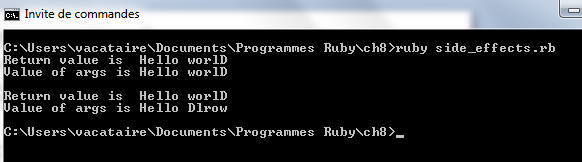 Invite de commandes
C:\Users\vacataire\Documents\Programmes Ruby\ch8>ruby side_effects.rb
Return value is  Hello worlD
Value of args is Hello worlD
Return value is  Hello worlD
Value of args is Hello Dlrow
C:\Users\vacataire\Documents\Programmes Ruby\ch8>_